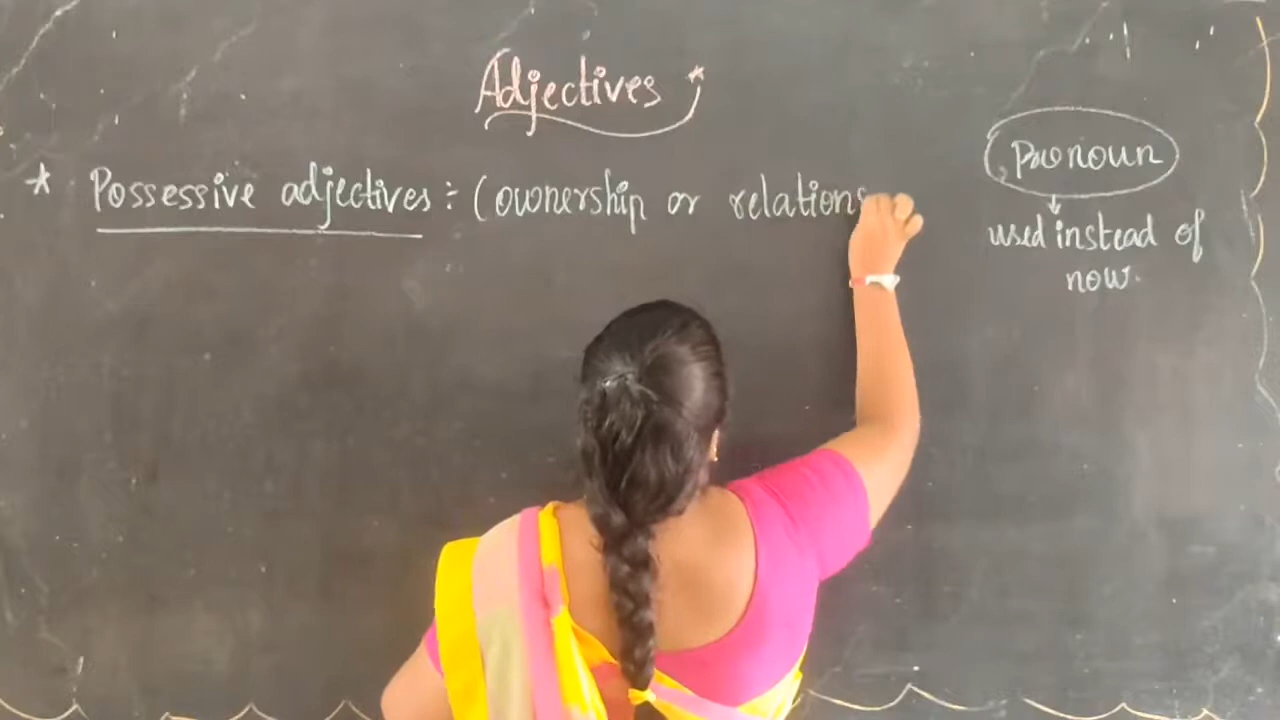 Adjectives
* Possessive adjectives :- (ownership or relations
Pronoun
used instead of
now.